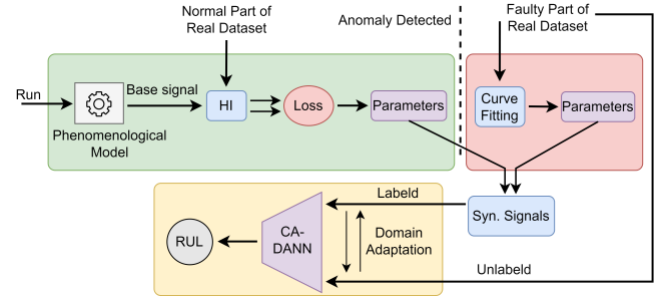 Normal Part of
Real Dataset
Anomaly Detected
Faulty Part of
Real Dataset
Run
Base signal
HI
Loss
Parameters
Curve
Fitting
Parameters
Phenomological
Model
Labeld
Syn. Signals
RUL
CA-
DANN
Domain
Adaptation
Unlabeld